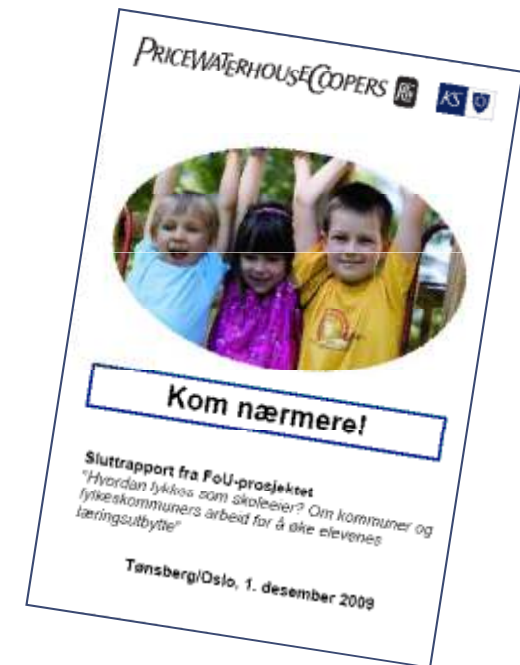 PRICEWATERHOUSECOOPERS
KS
Kom nærmere!
Sluttrapport fra FoU-prosjektet
"Hvordan lykkes som skoleeier? Om kommuner og
fylkeskommuners arbeid for å øke elevenes
læringsutbytte"
Tønsberg/Oslo, 1. desember 2009